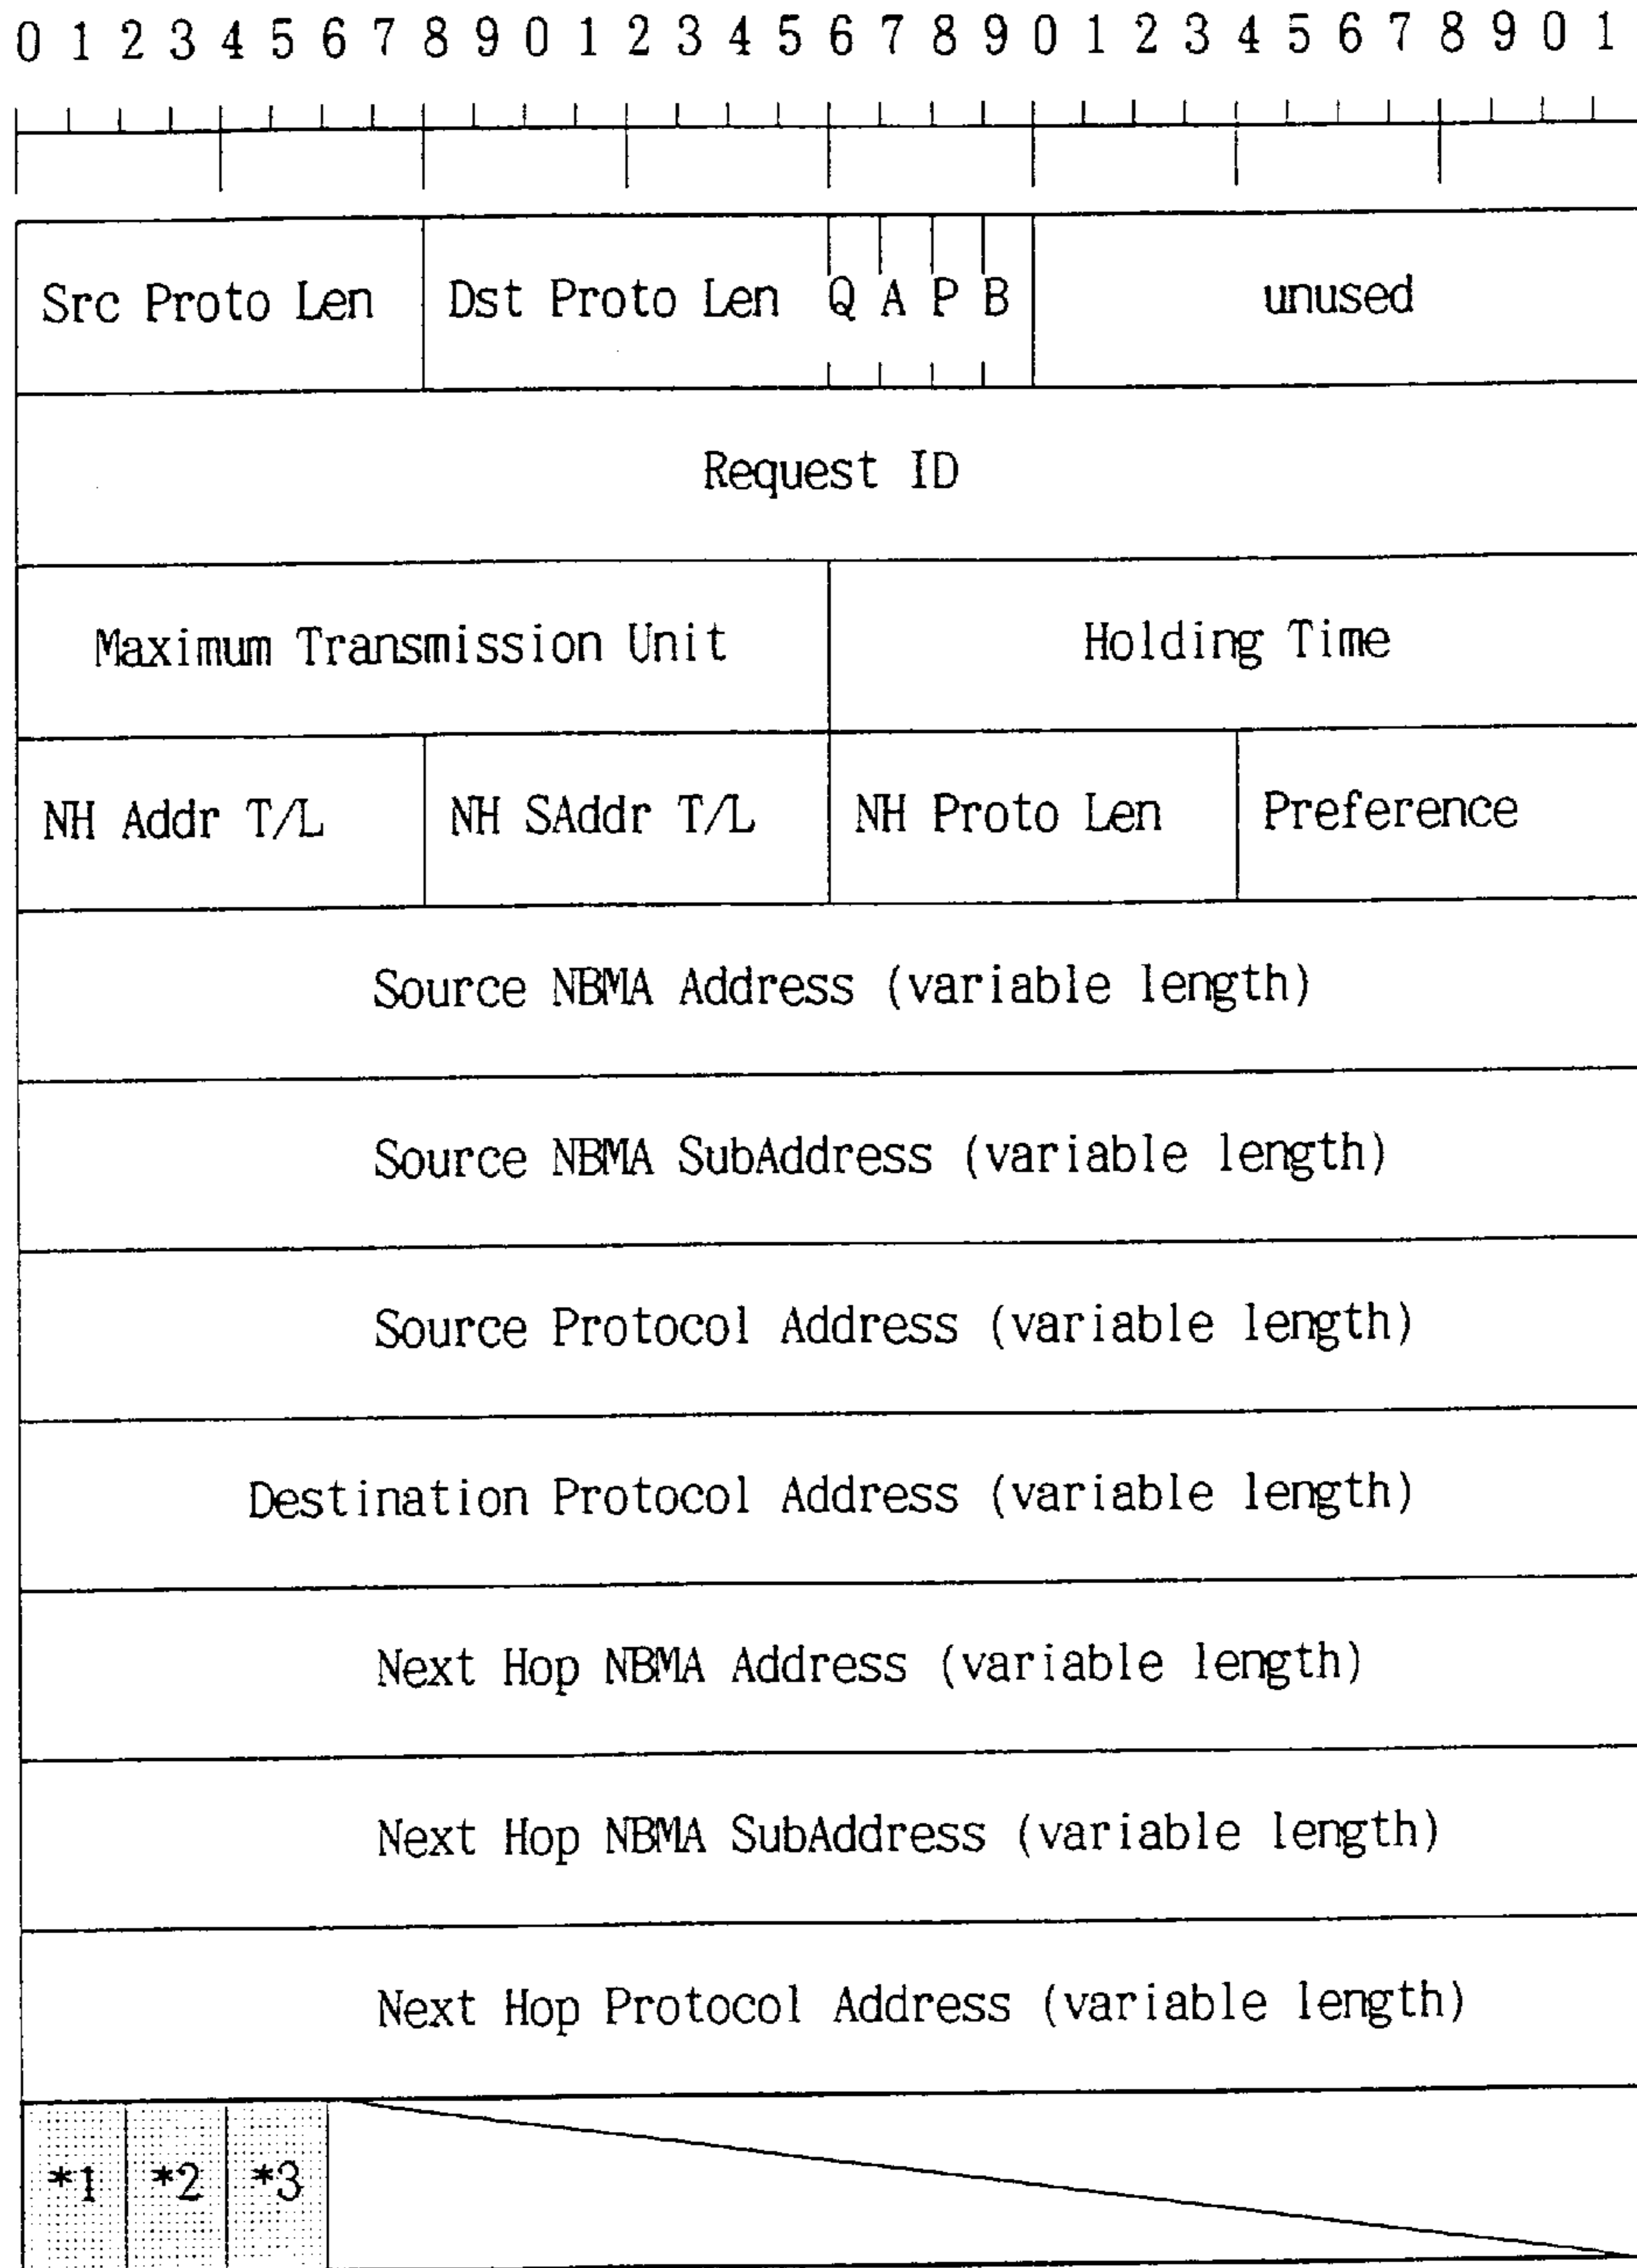 0 1 2 3 4 5 6 7 8 9 0 1 2 3 4 5 6 7 8 9 0 1 2 3 4 5 6 7 8 9 0 1
Src Proto Len Dst Proto Len Q A P B unused
Request ID
Maximum Transmission Unit Holding Time
NH Addr T/L NH SAddr T/L NH Proto Len Preference
Source NBMA Address (variable length)
Source NBMA SubAddress (variable length)
Source Protocol Address (variable length)
Destination Protocol Address (variable length)
Next Hop NBMA Address (variable length)
Next Hop NBMA SubAddress (variable length)
Next Hop Protocol Address (variable length)
*1 *2 *3